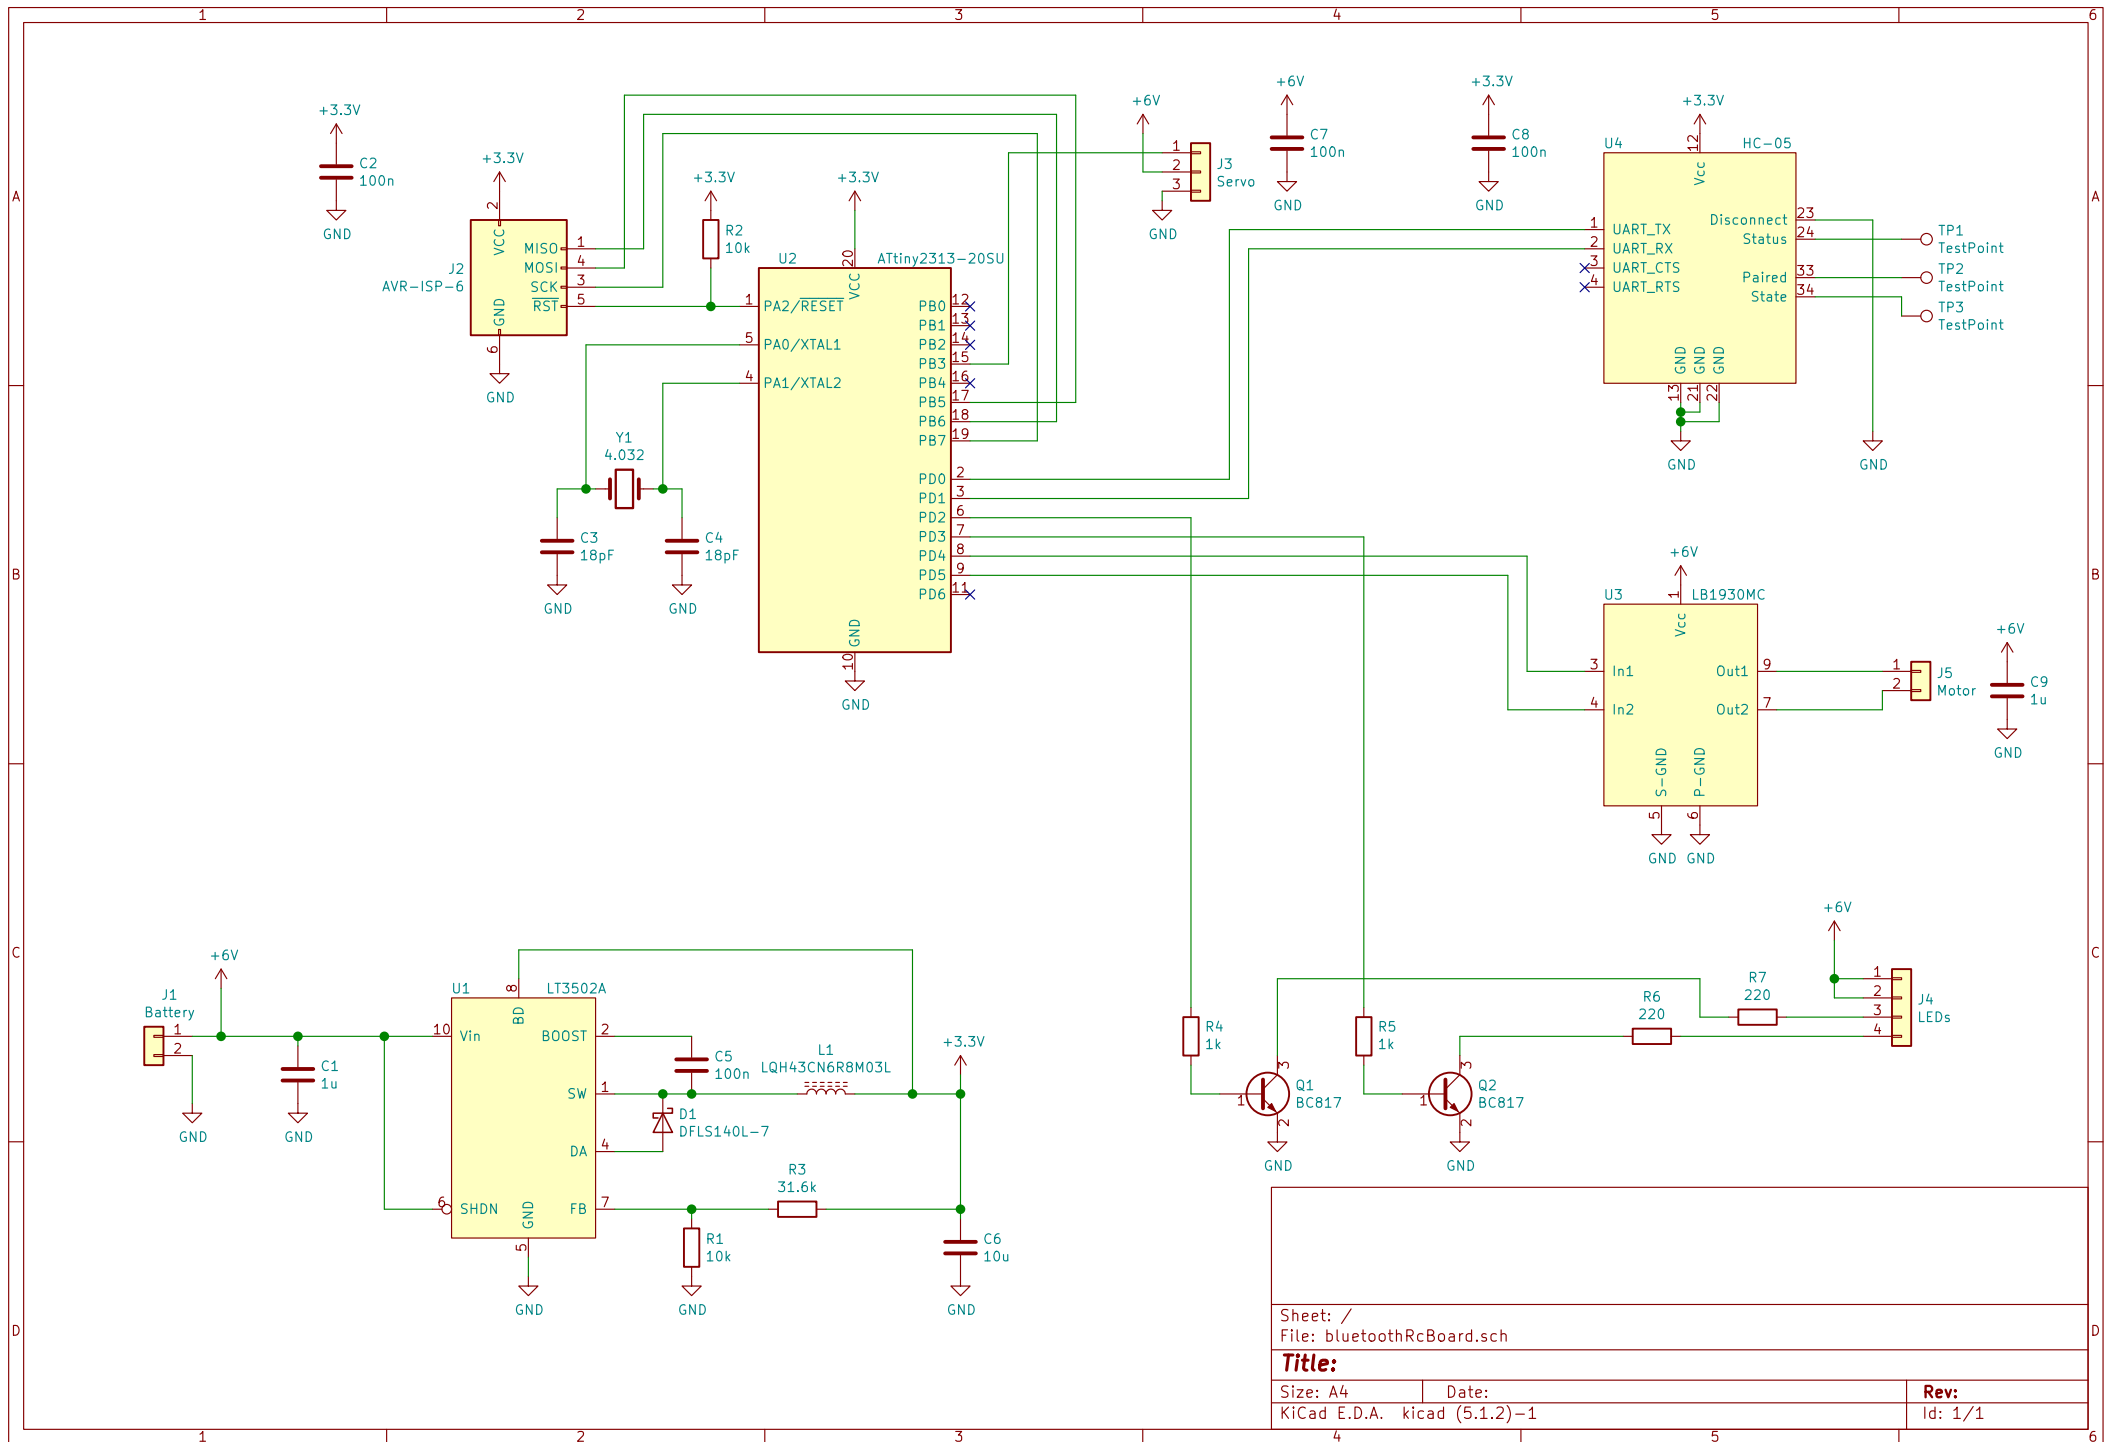 1 2 3 4 5 6
A
B
C
D
A
B
C
D
1 2 3 4 5 6
+3.3V
C2
100n
GND
+3.3V
2
VCC
J2
AVR-ISP-6
MISO 1
MOSI 4
SCK 3
RST 5
GND
6
GND
+3.3V
R2
10k
+3.3V
20
VCC
U2
ATtiny2313-20SU
1 PA2/RESET
5 PA0/XTAL1
4 PA1/XTAL2
PB0 12
PB1 13
PB2 14
PB3 15
PB4 16
PB5 17
PB6 18
PB7 19
PD0 2
PD1 3
PD2 6
PD3 7
PD4 8
PD5 9
PD6 11
GND
10
GND
Y1
4.032
C3
18pF
GND
C4
18pF
GND
+6V
1
2
3
J3
Servo
GND
+6V
C7
100n
GND
+3.3V
C8
100n
GND
+3.3V
12
Vcc
U4
HC-05
1 UART_TX
2 UART_RX
3 UART_CTS
4 UART_RTS
Disconnect 23
Status 24
Paired 33
State 34
GND GND GND
13 21 22
GND
GND
TP1
TestPoint
TP2
TestPoint
TP3
TestPoint
+6V
1
Vcc
U3
LB1930MC
3 In1
4 In2
Out1 9
Out2 7
S-GND P-GND
5 6
GND GND
1
2
J5
Motor
+6V
C9
1u
GND
+6V
J1
Battery
1
2
GND
C1
1u
GND
U1
LT3502A
8
BD
10 Vin
6 SHDN
BOOST 2
SW 1
DA 4
FB 7
GND
5
GND
C5
100n
L1
LQH43CN6R8M03L
D1
DFLS140L-7
R3
31.6k
R1
10k
GND
+3.3V
C6
10u
GND
R4
1k
R5
1k
1
3
2
Q1
BC817
GND
1
3
2
Q2
BC817
GND
R6
220
R7
220
+6V
1
2
3
4
J4
LEDs
Sheet: /
File: bluetoothRcBoard.sch
Title:
Size: A4 Date: Rev:
KiCad E.D.A. kicad (5.1.2)-1 Id: 1/1